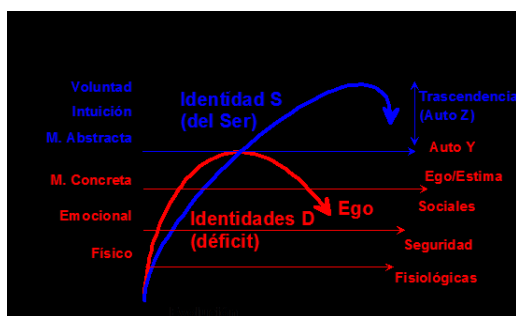 Voluntad
Intuición
M. Abstracta
M. Concreta
Emocional
Físico
Identidad S
(del Ser)
Identidades D
(déficit)
Ego
Trascendencia
(Auto Z)
Auto Y
Ego/Estima
Sociales
Seguridad
Fisiológicas